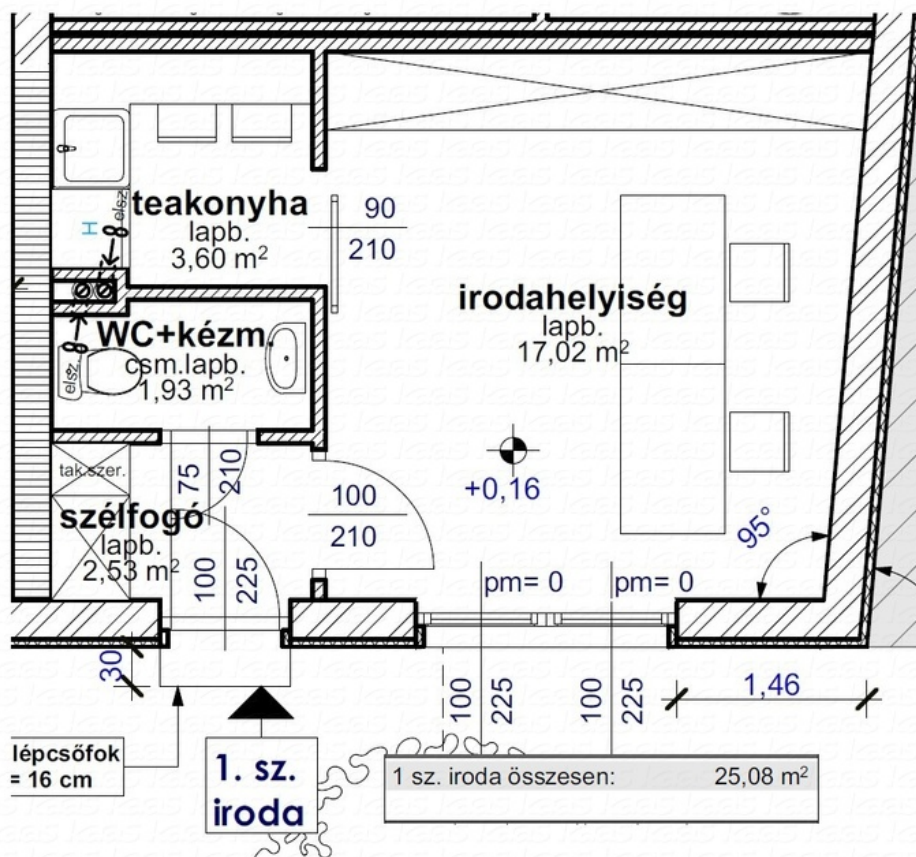 teakonyha
lapb.
3,60 m²
elsz.
H
90
210
irodahelyiség
lapb.
17,02 m²
WC+kézm.
csm.lapb.
1,93 m²
elsz.
+0,16
tak.szer.
75
210
szélfogó
lapb.
2,53 m²
100
225
100
210
95°
pm= 0
pm= 0
30
100
225
100
225
1,46
lépcsőfok
= 16 cm
1. sz.
iroda
1 sz. iroda összesen: 25,08 m²